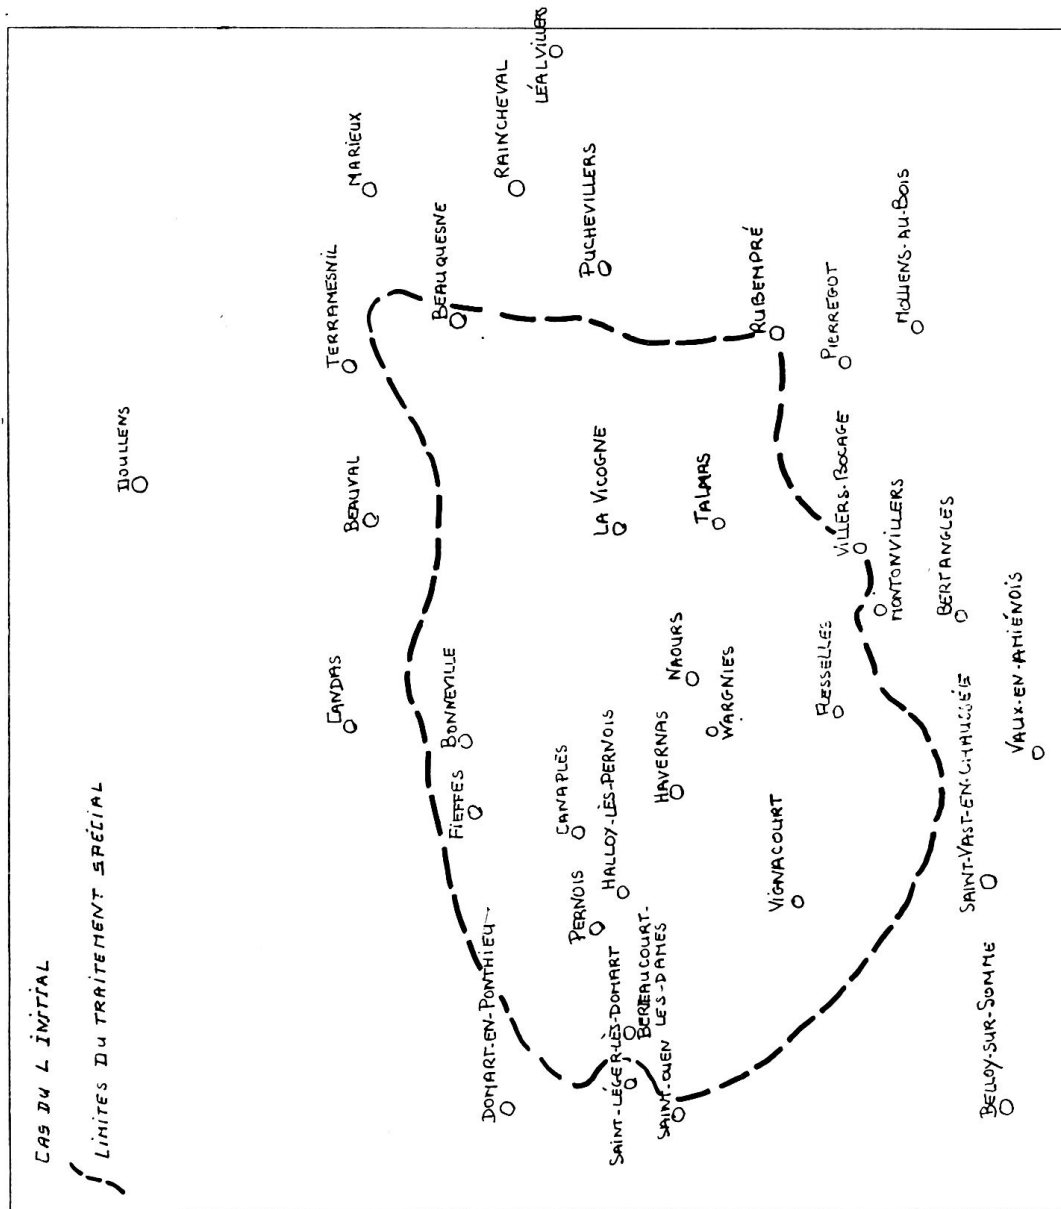 CAS DU L INITIAL
LIMITES DU TRAITEMENT SPÉCIAL
DOULLENS
CANDAS
BEAUVAL
TERRAMESNIL
MARIEUX
FIEFFES
BONNEVILLE
BEAUQUESNE
DOMART-EN-PONTHIEU
RAINCHEVAL
LÉALVILLERS
CANAPLES
PERNOIS
HALLOY-LÈS-PERNOIS
LA VICOGNE
PUCHEVILLERS
SAINT-LÉGER-LÈS-DOMART
BERTEAUCOURT-
LES-DAMES
SAINT-OUEN
HAVERNAS
NAOURS
WARGNIES
TALMAS
RUBEMPRÉ
VIGNACOURT
FLESSELLES
VILLERS-BOCAGE
PIERREGOT
MONTONVILLERS
MOLLIENS-AU-BOIS
BERTANGLES
SAINT-VAST-EN-CHAUSSÉE
BELLOY-SUR-SOMME
VAUX-EN-AMIÉNOIS